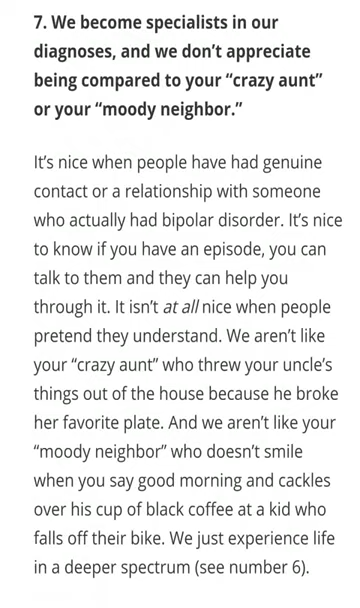 7. We become specialists in our
diagnoses, and we don’t appreciate
being compared to your “crazy aunt”
or your “moody neighbor.”
It’s nice when people have had genuine
contact or a relationship with someone
who actually had bipolar disorder. It’s nice
to know if you have an episode, you can
talk to them and they can help you
through it. It isn’t at all nice when people
pretend they understand. We aren’t like
your “crazy aunt” who threw your uncle’s
things out of the house because he broke
her favorite plate. And we aren’t like your
“moody neighbor” who doesn’t smile
when you say good morning and cackles
over his cup of black coffee at a kid who
falls off their bike. We just experience life
in a deeper spectrum (see number 6).